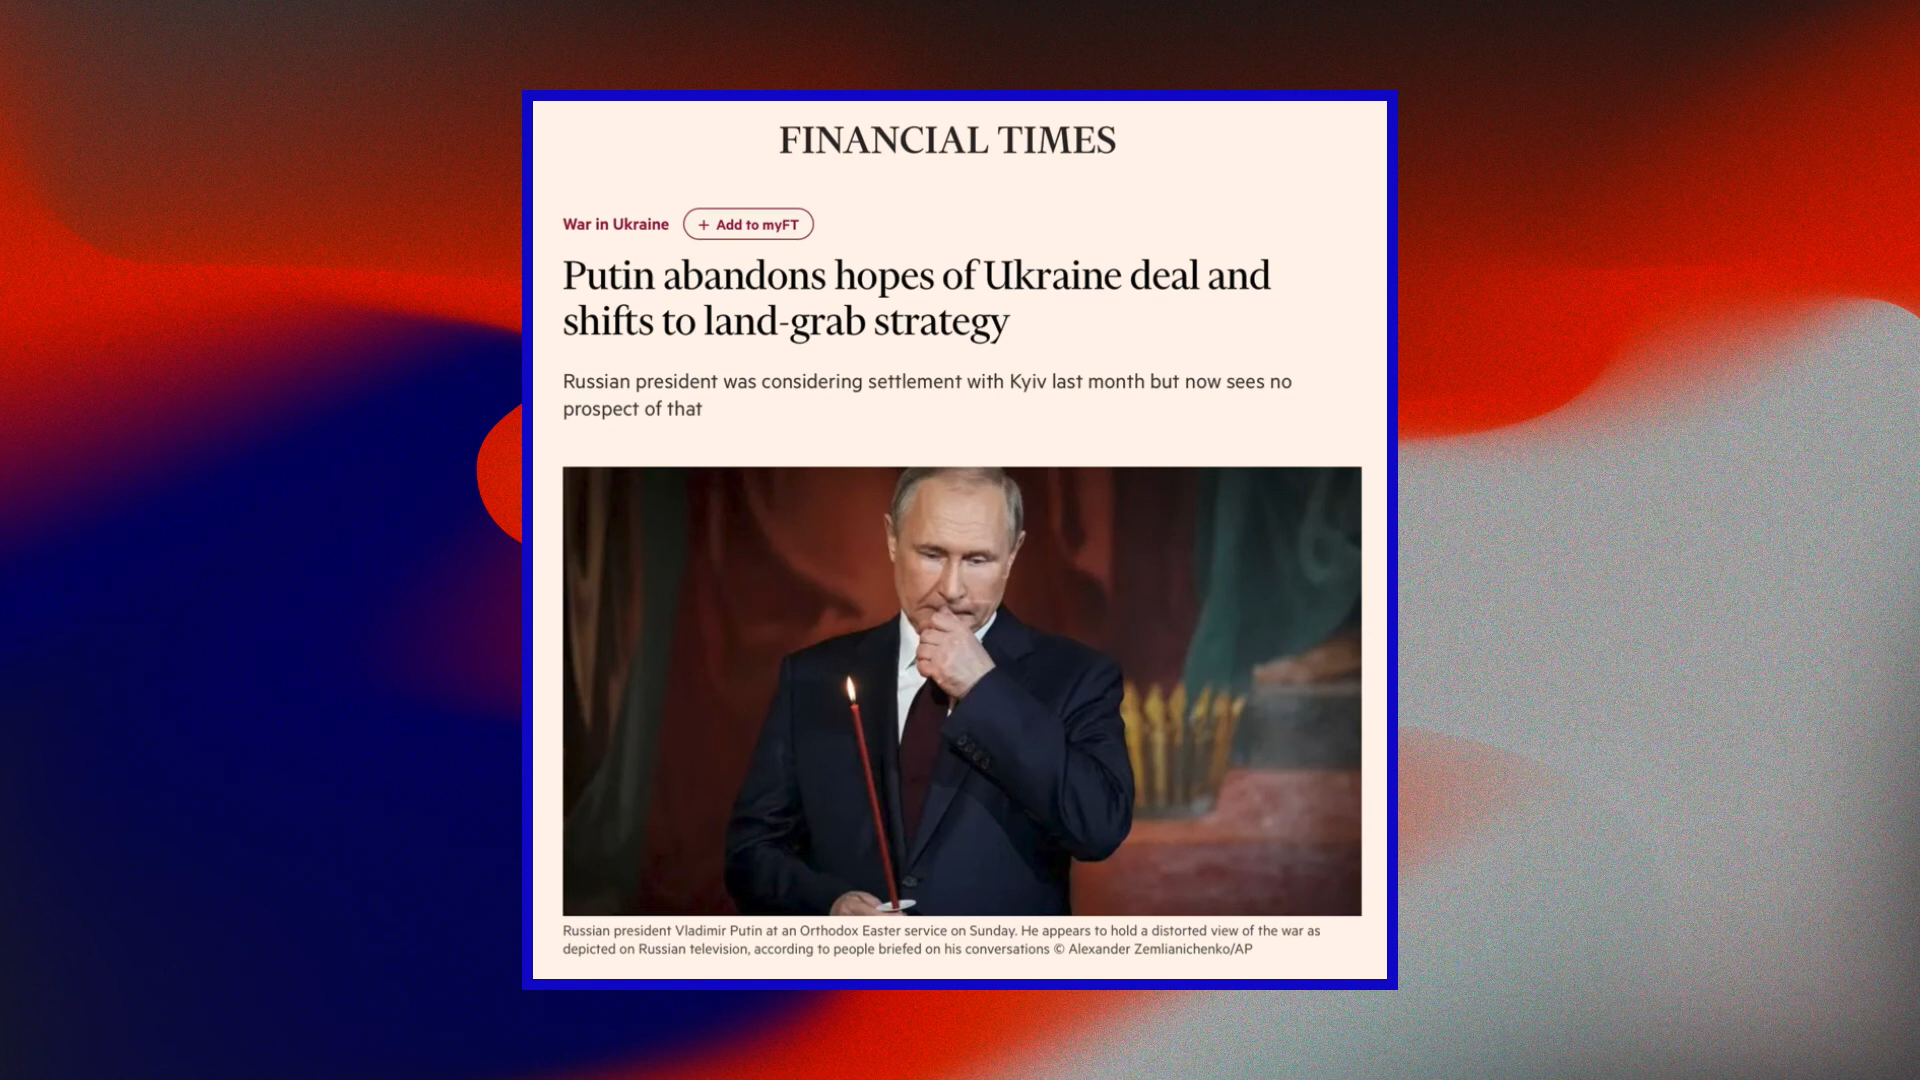 FINANCIAL TIMES
War in Ukraine
+ Add to myFT
Putin abandons hopes of Ukraine deal and
shifts to land-grab strategy
Russian president was considering settlement with Kyiv last month but now sees no
prospect of that
Russian president Vladimir Putin at an Orthodox Easter service on Sunday. He appears to hold a distorted view of the war as
depicted on Russian television, according to people briefed on his conversations © Alexander Zemlianichenko/AP